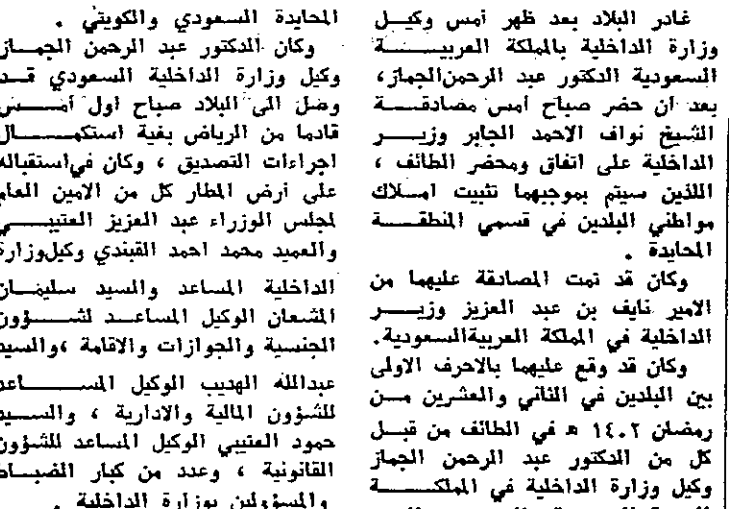 غادر البلاد بعد ظهر أمس وكيل
وزارة الداخلية بالمملكة العربية
السعودية الدكتور عبد الرحمن الجماز،
بعد ان حضر صباح أمس مصادقة
الشيخ نواف الاحمد الجابر وزير
الداخلية على اتفاق ومحضر الطائف ،
اللذين سيتم بموجبهما تثبيت املاك
مواطني البلدين في قسمي المنطقة
المحايدة .
وكان قد تمت المصادقة عليهما من
الامير نايف بن عبد العزيز وزير
الداخلية في المملكة العربية السعودية.
وكان قد وقع عليهما بالاحرف الاولى
بين البلدين في الثاني والعشرين من
رمضان ١٤٠٢ هـ في الطائف من قبل
كل من الدكتور عبد الرحمن الجماز
وكيل وزارة الداخلية في المملكة
المحايدة السعودي والكويتي .
وكان الدكتور عبد الرحمن الجماز
وكيل وزارة الداخلية السعودي قد
وصل الى البلاد صباح اول أمس
قادما من الرياض بغية استكمال
اجراءات التصديق ، وكان في استقباله
على أرض المطار كل من الامين العام
لمجلس الوزراء عبد العزيز العتيبي
والعميد محمد احمد القبندي وكيل وزارة
الداخلية المساعد والسيد سليمان
المشعان الوكيل المساعد لشؤون
الجنسية والجوازات والاقامة ،والسيد
عبدالله الهديب الوكيل المساعد
للشؤون المالية والادارية ، والسيد
حمود العتيبي الوكيل المساعد للشؤون
القانونية ، وعدد من كبار الضباط
والمسؤولين بوزارة الداخلية .